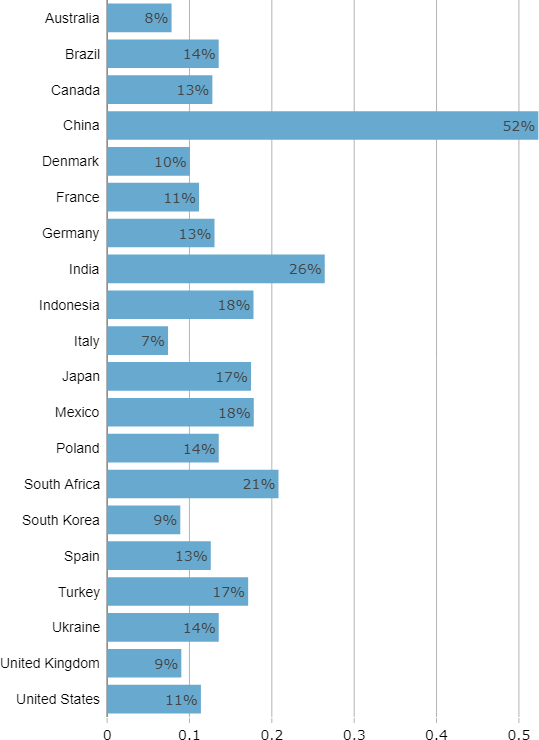 Australia 8%
Brazil 14%
Canada 13%
China 52%
Denmark 10%
France 11%
Germany 13%
India 26%
Indonesia 18%
Italy 7%
Japan 17%
Mexico 18%
Poland 14%
South Africa 21%
South Korea 9%
Spain 13%
Turkey 17%
Ukraine 14%
United Kingdom 9%
United States 11%
0 0.1 0.2 0.3 0.4 0.5